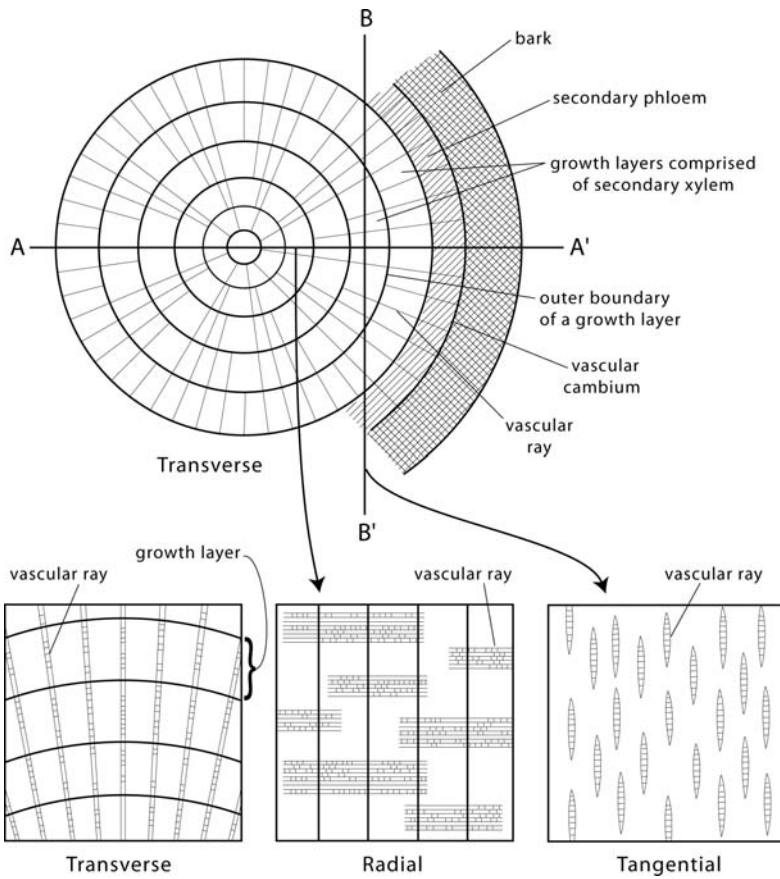 B
bark
secondary phloem
growth layers comprised
of secondary xylem
A
A'
outer boundary
of a growth layer
vascular
cambium
vascular
ray
Transverse
B'
growth layer
vascular ray
vascular ray
vascular ray
Transverse
Radial
Tangential